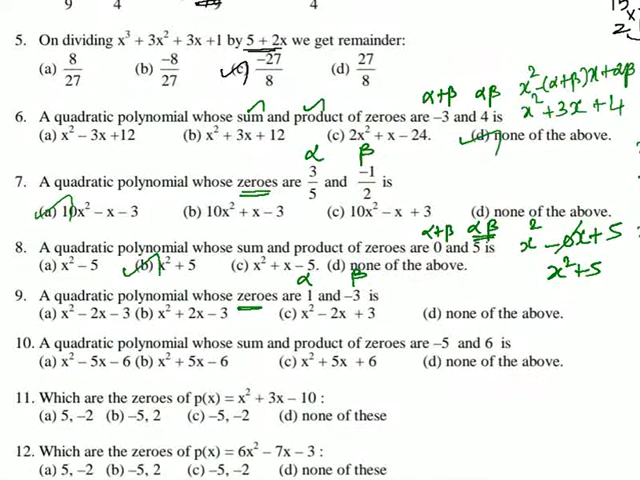 9 4 4
15
x
2
5. On dividing x³ + 3x² + 3x +1 by 5 + 2x we get remainder:
(a) 8/27 (b) −8/27 (c) −27/8 (d) 27/8
α+β αβ x² −(α+β)x + αβ
x² + 3x + 4
6. A quadratic polynomial whose sum and product of zeroes are −3 and 4 is
(a) x² − 3x +12 (b) x² + 3x + 12 (c) 2x² + x − 24. (d) none of the above.
α β
7. A quadratic polynomial whose zeroes are 3/5 and −1/2 is
(a) 10x² − x − 3 (b) 10x² + x − 3 (c) 10x² − x + 3 (d) none of the above.
α+β αβ x² − 0x + 5
8. A quadratic polynomial whose sum and product of zeroes are 0 and 5 is
(a) x² − 5 (b) x² + 5 (c) x² + x − 5. (d) none of the above.
x² + 5
α β
9. A quadratic polynomial whose zeroes are 1 and −3 is
(a) x² − 2x − 3 (b) x² + 2x − 3 (c) x² − 2x + 3 (d) none of the above.
10. A quadratic polynomial whose sum and product of zeroes are −5 and 6 is
(a) x² − 5x − 6 (b) x² + 5x − 6 (c) x² + 5x + 6 (d) none of the above.
11. Which are the zeroes of p(x) = x² + 3x − 10 :
(a) 5, −2 (b) −5, 2 (c) −5, −2 (d) none of these
12. Which are the zeroes of p(x) = 6x² − 7x − 3 :
(a) 5, −2 (b) −5, 2 (c) −5, −2 (d) none of these